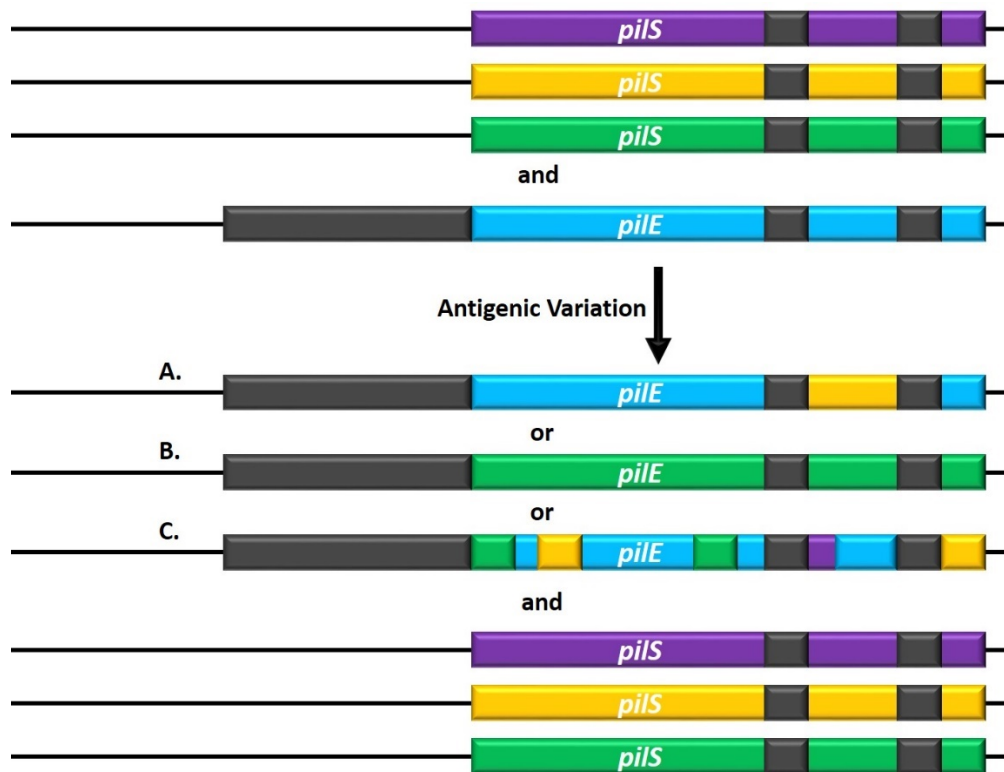 pilS
pilS
pilS
and
pilE
Antigenic Variation
A.
pilE
or
B.
pilE
or
C.
pilE
and
pilS
pilS
pilS